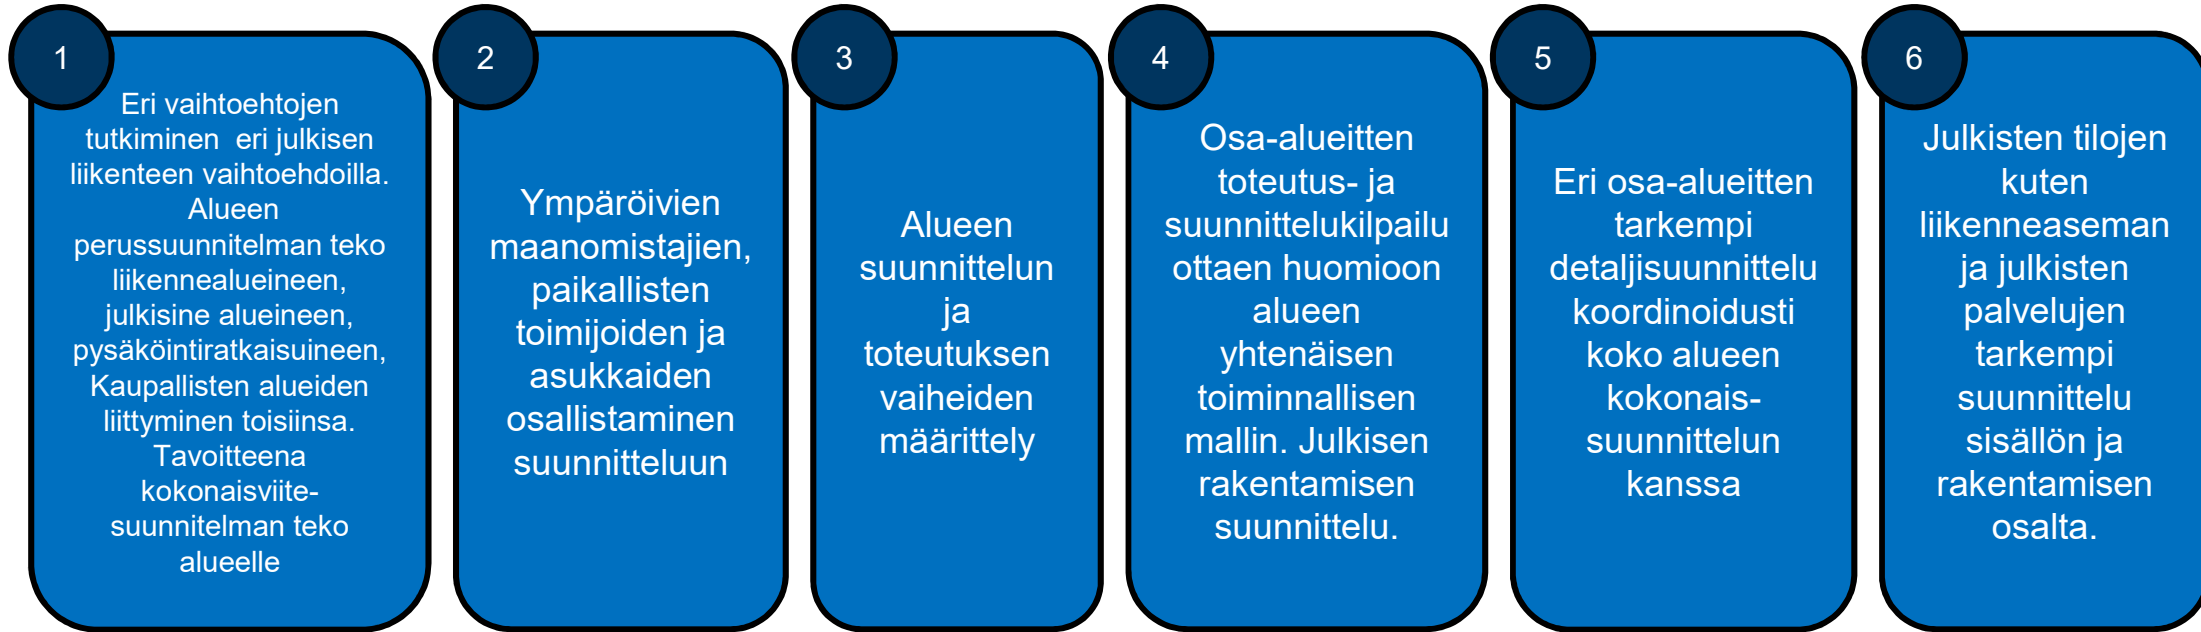 1
Eri vaihtoehtojen
tutkiminen eri julkisen
liikenteen vaihtoehdoilla.
Alueen
perussuunnitelman teko
liikennealueineen,
julkisine alueineen,
pysäköintiratkaisuineen,
Kaupallisten alueiden
liittyminen toisiinsa.
Tavoitteena
kokonaisviite-
suunnitelman teko
alueelle
2
Ympäröivien
maanomistajien,
paikallisten
toimijoiden ja
asukkaiden
osallistaminen
suunnitteluun
3
Alueen
suunnittelun
ja
toteutuksen
vaiheiden
määrittely
4
Osa-alueitten
toteutus- ja
suunnittelukilpailu
ottaen huomioon
alueen
yhtenäisen
toiminnallisen
mallin. Julkisen
rakentamisen
suunnittelu.
5
Eri osa-alueitten
tarkempi
detaljisuunnittelu
koordinoidusti
koko alueen
kokonais-
suunnittelun
kanssa
6
Julkisten tilojen
kuten
liikenneaseman
ja julkisten
palvelujen
tarkempi
suunnittelu
sisällön ja
rakentamisen
osalta.